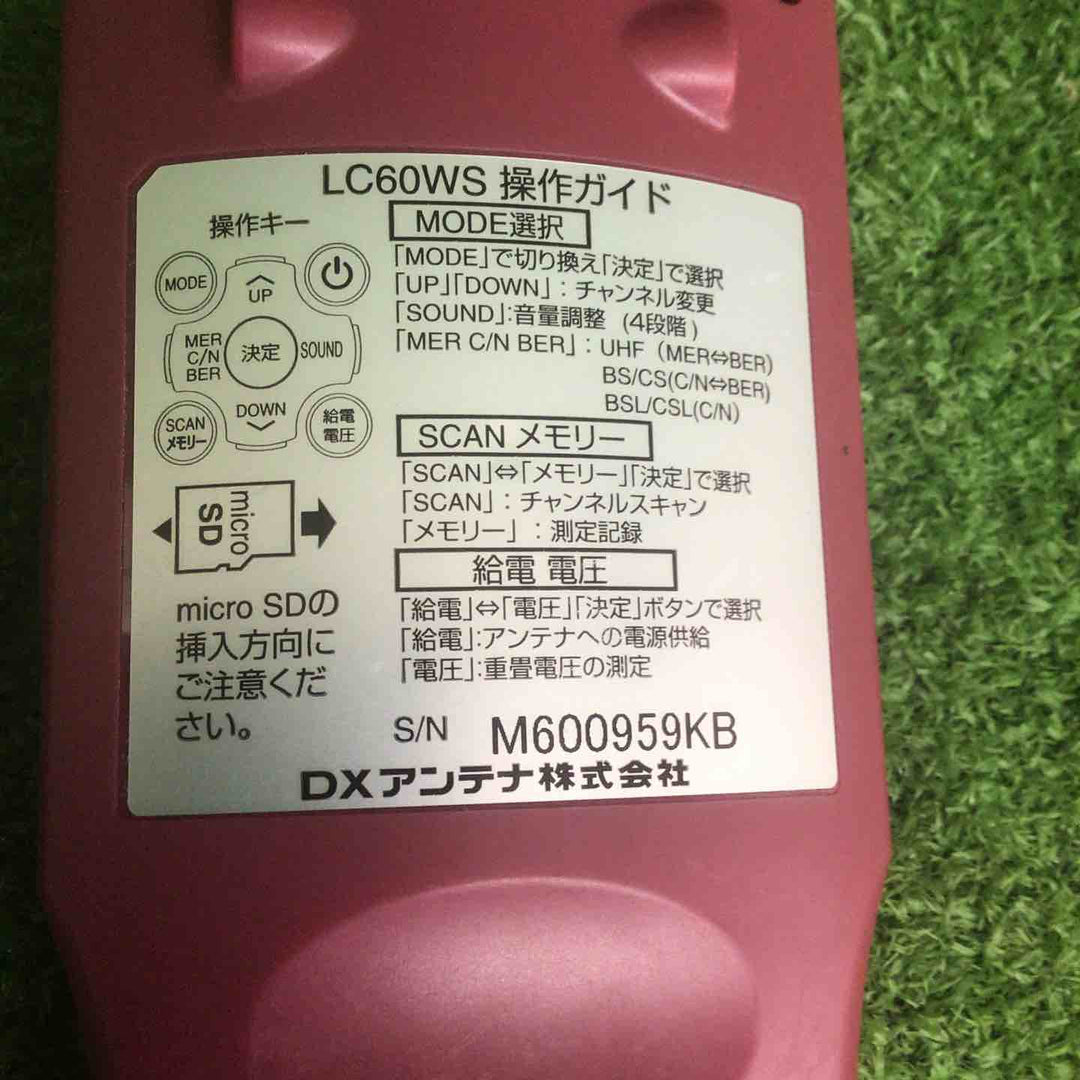 LC60WS 操作ガイド
操作キー
MODE
UP
MER
C/N
BER
決定
SOUND
SCAN
メモリー
DOWN
給電
電圧
micro
SD
micro SDの
挿入方向に
ご注意くだ
さい。
MODE選択
「MODE」で切り換え「決定」で選択
「UP」「DOWN」：チャンネル変更
「SOUND」:音量調整 (4段階)
「MER C/N BER」：UHF（MER⇔BER）
BS/CS(C/N⇔BER)
BSL/CSL(C/N)
SCAN メモリー
「SCAN」⇔「メモリー」「決定」で選択
「SCAN」：チャンネルスキャン
「メモリー」：測定記録
給電 電圧
「給電」⇔「電圧」「決定」ボタンで選択
「給電」:アンテナへの電源供給
「電圧」:重畳電圧の測定
S/N M600959KB
DXアンテナ株式会社